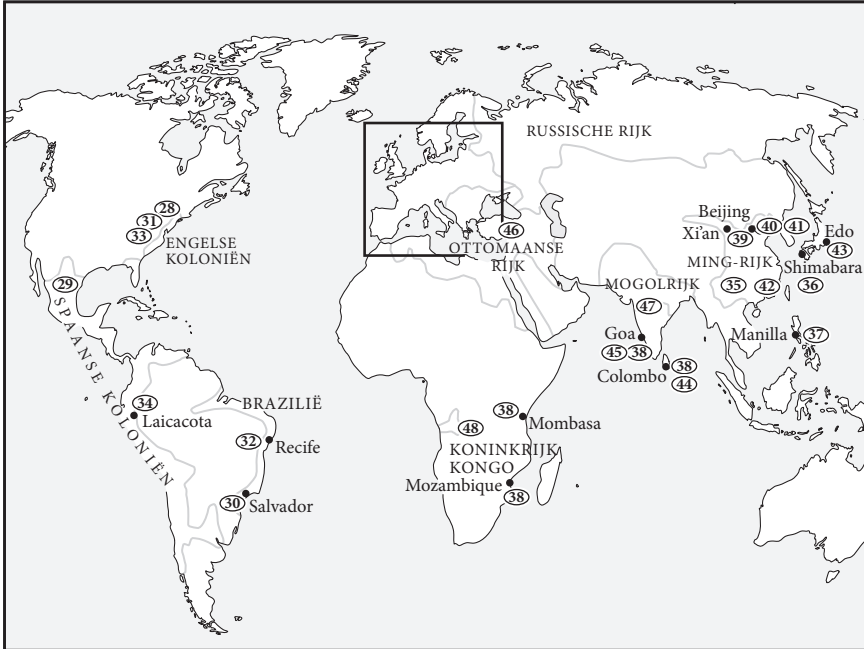 RUSSISCHE RIJK
28
31
33
ENGELSE
KOLONIËN
29
SPAANSE KÔLONIËN
34
Laicacota
BRAZILIË
32
Recife
30
Salvador
46
OTTOMAANSE
RIJK
Beijing
40
41
Xi’an
39
Edo
43
MING-RIJK
Shimabara
35
42
36
MOGOLRIJK
47
Goa
45
38
Manilla
37
Colombo
38
44
38
Mombasa
48
KONINKRIJK
KONGO
Mozambique
38